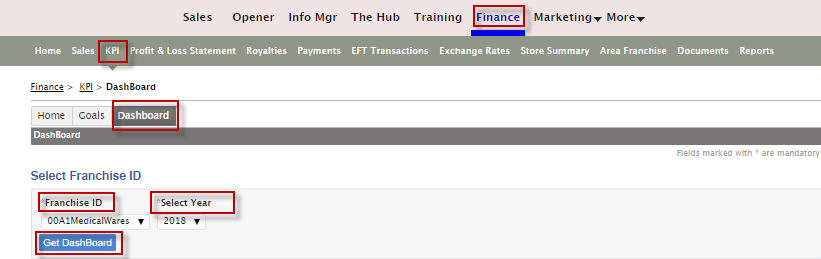 Sales Opener Info Mgr The Hub Training Finance Marketing More
Home Sales KPI Profit & Loss Statement Royalties Payments EFT Transactions Exchange Rates Store Summary Area Franchise Documents Reports
Finance > KPI > DashBoard
Home Goals Dashboard
DashBoard
Fields marked with * are mandatory
Select Franchise ID
*Franchise ID *Select Year
00A1MedicalWares 2018
Get DashBoard